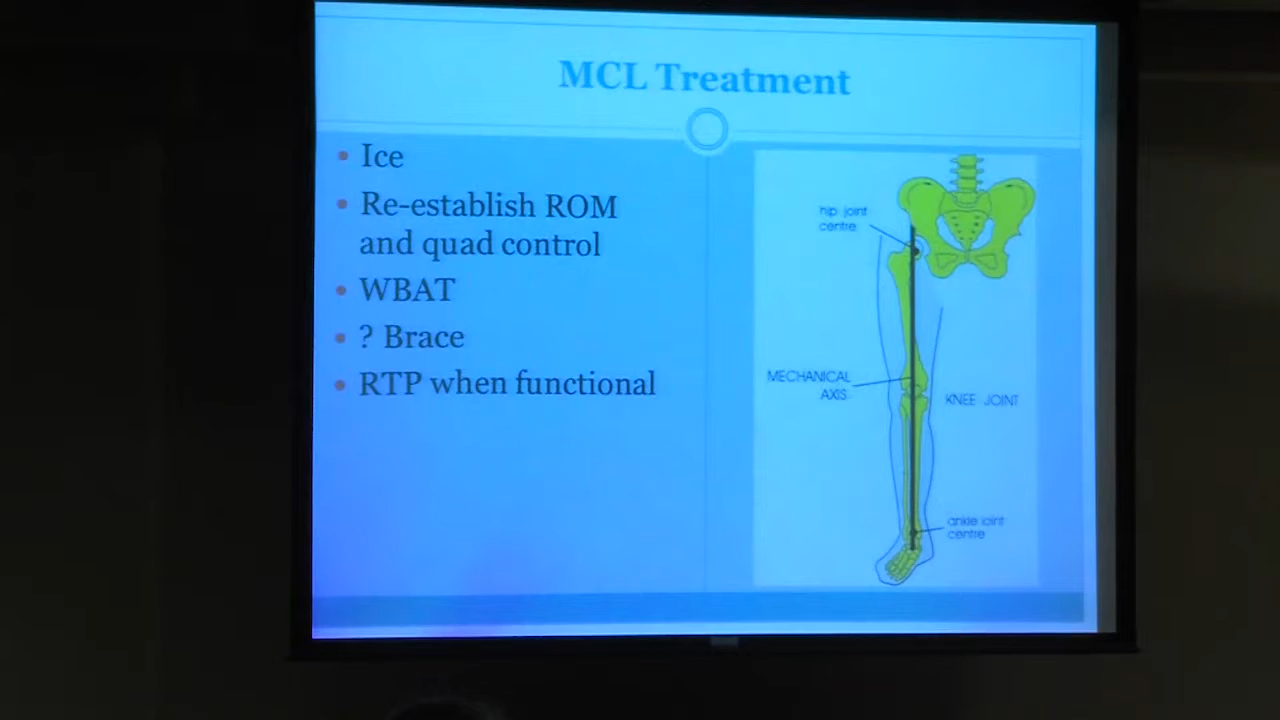 MCL Treatment
• Ice
• Re-establish ROM
and quad control
• WBAT
• ? Brace
• RTP when functional
hip joint
centre
MECHANICAL
AXIS
KNEE JOINT
ankle joint
centre